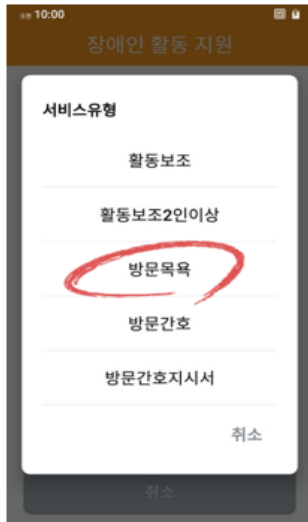 오전 10:00
장애인 활동 지원
서비스유형
활동보조
활동보조2인이상
방문목욕
방문간호
방문간호지시서
취소
취소